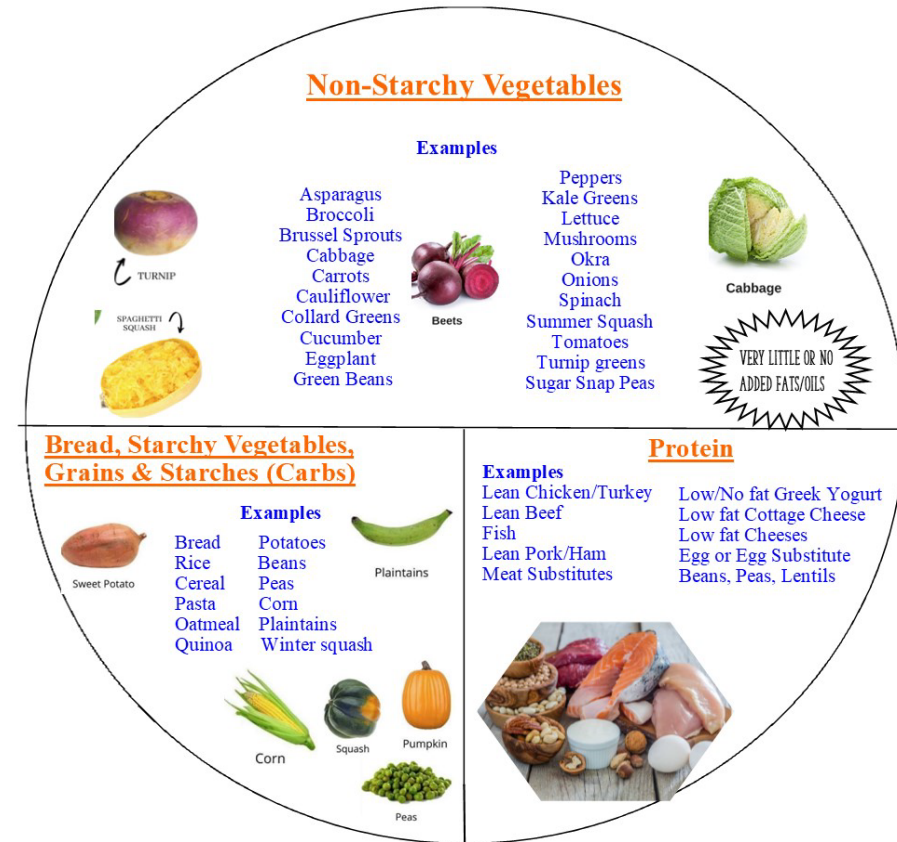 Non-Starchy Vegetables
Examples
Asparagus
Broccoli
Brussel Sprouts
Cabbage
Carrots
Cauliflower
Collard Greens
Cucumber
Eggplant
Green Beans
Peppers
Kale Greens
Lettuce
Mushrooms
Okra
Onions
Spinach
Summer Squash
Tomatoes
Turnip greens
Sugar Snap Peas
TURNIP
SPAGHETTI
SQUASH
Beets
Cabbage
VERY LITTLE OR NO
ADDED FATS/OILS
Bread, Starchy Vegetables,
Grains & Starches (Carbs)
Examples
Bread
Rice
Cereal
Pasta
Oatmeal
Quinoa
Potatoes
Beans
Peas
Corn
Plaintains
Winter squash
Sweet Potato
Plaintains
Corn
Squash
Pumpkin
Peas
Protein
Examples
Lean Chicken/Turkey
Lean Beef
Fish
Lean Pork/Ham
Meat Substitutes
Low/No fat Greek Yogurt
Low fat Cottage Cheese
Low fat Cheeses
Egg or Egg Substitute
Beans, Peas, Lentils